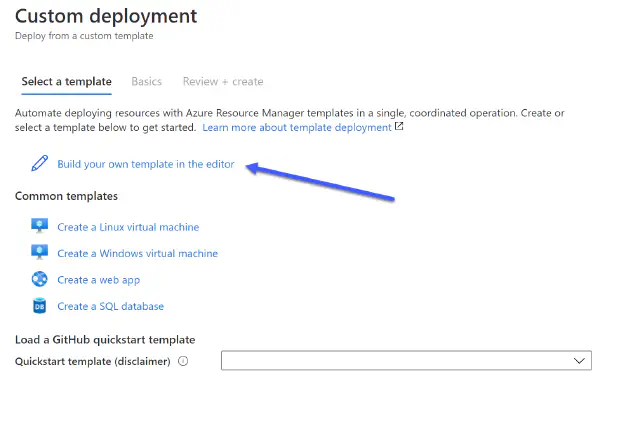 Custom deployment
Deploy from a custom template
Select a template Basics Review + create
Automate deploying resources with Azure Resource Manager templates in a single, coordinated operation. Create or
select a template below to get started. Learn more about template deployment
Build your own template in the editor
Common templates
Create a Linux virtual machine
Create a Windows virtual machine
Create a web app
DB Create a SQL database
Load a GitHub quickstart template
Quickstart template (disclaimer)